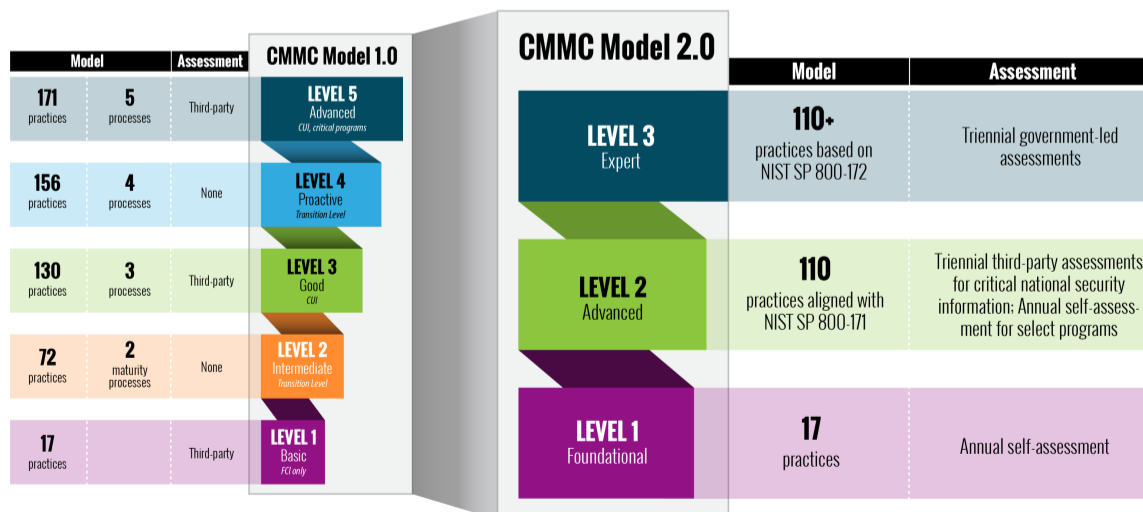 Model
Assessment
CMMC Model 1.0
171
practices
5
processes
Third-party
LEVEL 5
Advanced
CUI, critical programs
156
practices
4
processes
None
LEVEL 4
Proactive
Transition Level
130
practices
3
processes
Third-party
LEVEL 3
Good
CUI
72
practices
2
maturity
processes
None
LEVEL 2
Intermediate
Transition Level
17
practices
Third-party
LEVEL 1
Basic
FCI only
CMMC Model 2.0
Model
Assessment
LEVEL 3
Expert
110+
practices based on
NIST SP 800-172
Triennial government-led
assessments
LEVEL 2
Advanced
110
practices aligned with
NIST SP 800-171
Triennial third-party assessments
for critical national security
information; Annual self-assess-
ment for select programs
LEVEL 1
Foundational
17
practices
Annual self-assessment